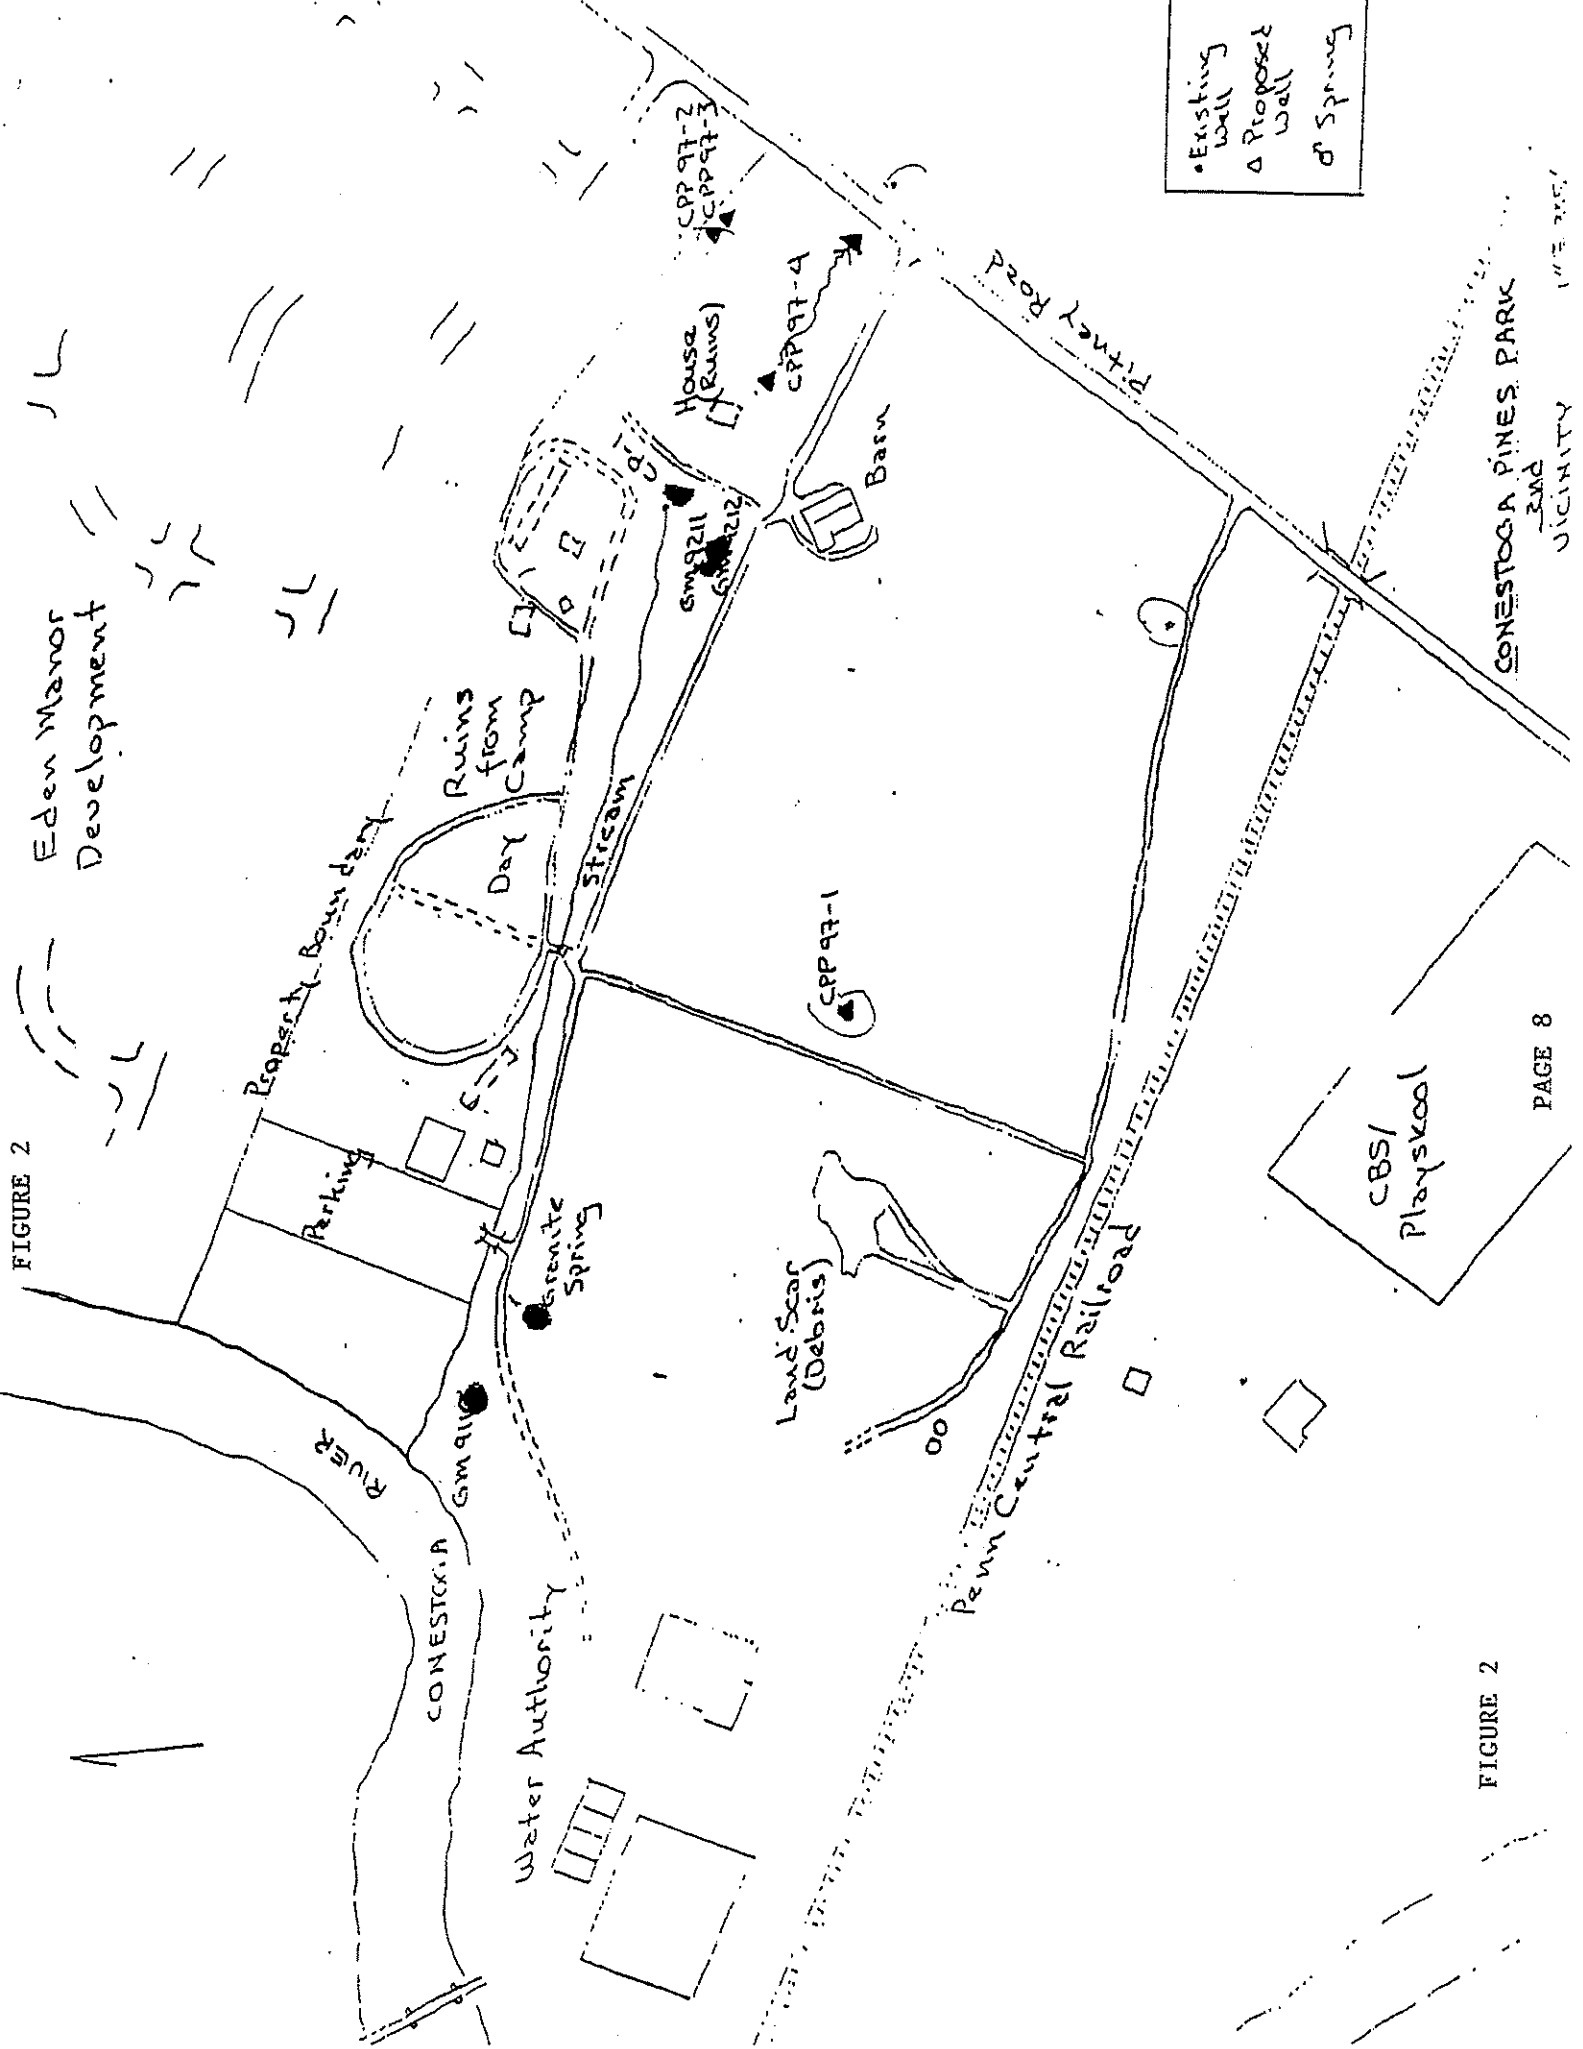 FIGURE 2
Eden Manor
Development
Property Boundary
Parking
Ruins
from
Camp
Day
Stream
House
(Ruins)
CPP97-2
CPP97-3
CPP97-4
GM9211
GM9212
Barn
Pitney Road
Granite
Spring
GM911
RIVER
CONESTOGA
Water Authority
CPP97-1
Land Scar
(Debris)
Penn Central Railroad
CBS/
Playskool
• Existing
Well
△ Proposed
Well
Spring
CONESTOGA PINES PARK
and
VICINITY
PAGE 8
FIGURE 2